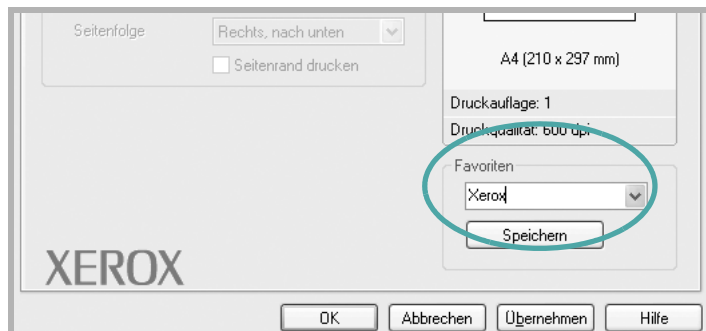 Seitenfolge
Rechts, nach unten
Seitenrand drucken
A4 (210 x 297 mm)
Druckauflage: 1
Druckqualität: 600 dpi
Favoriten
Xerox
Speichern
XEROX
OK Abbrechen Übernehmen Hilfe